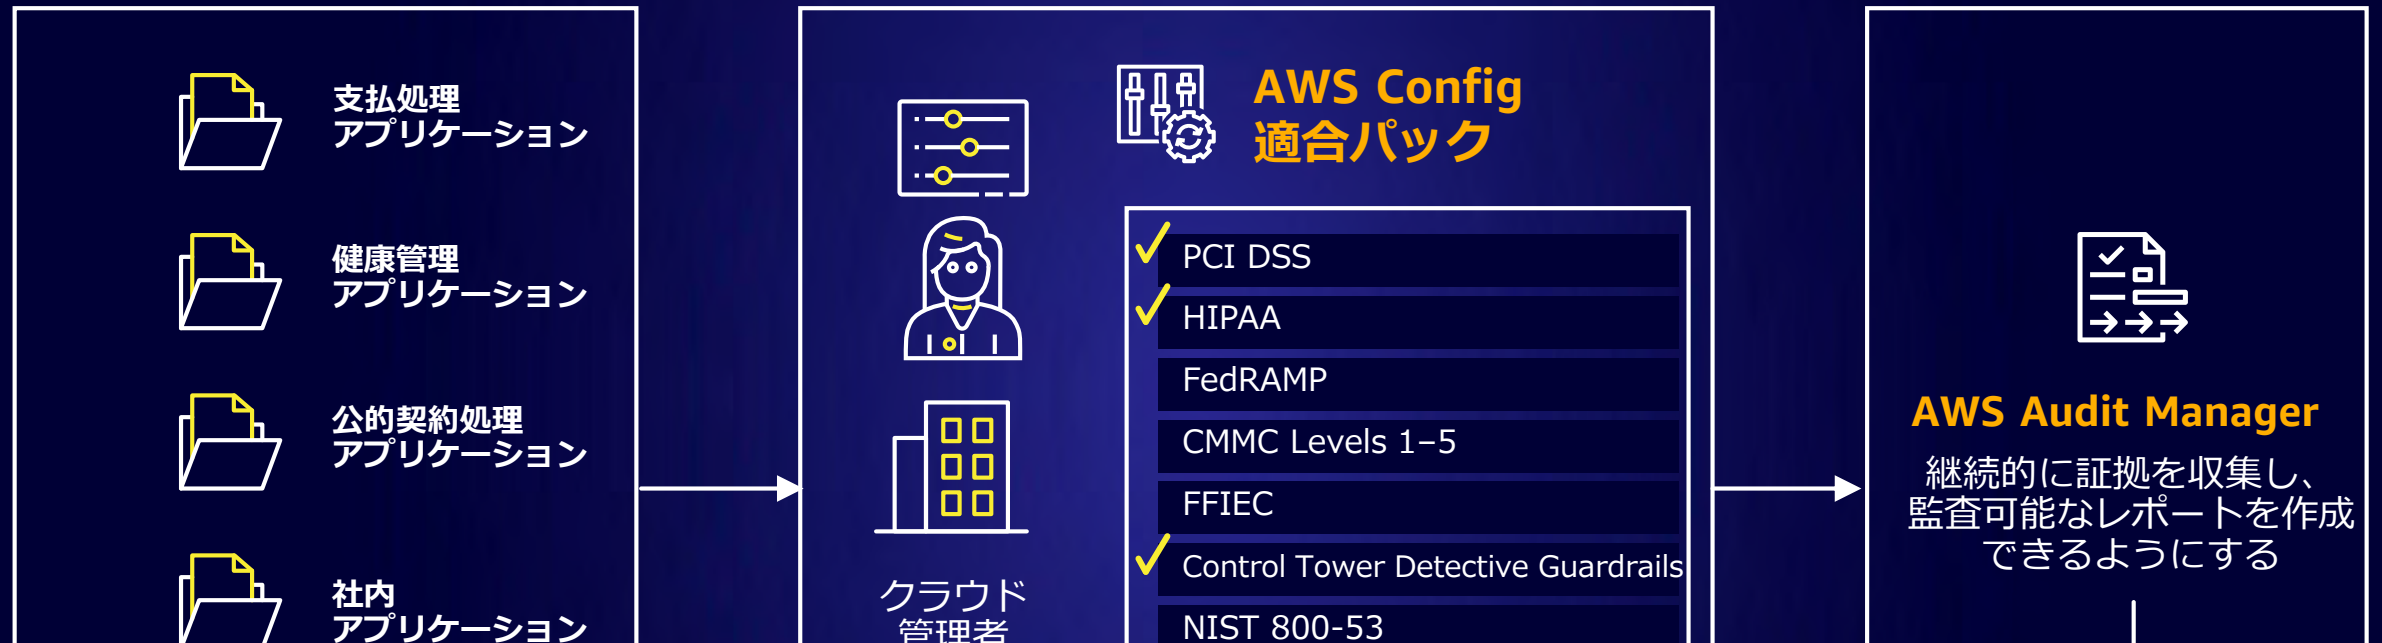 支払処理
アプリケーション
健康管理
アプリケーション
公的契約処理
アプリケーション
社内
アプリケーション
クラウド
管理者
AWS Config
適合パック
PCI DSS
HIPAA
FedRAMP
CMMC Levels 1–5
FFIEC
Control Tower Detective Guardrails
NIST 800-53
AWS Audit Manager
継続的に証拠を収集し、
監査可能なレポートを作成
できるようにする